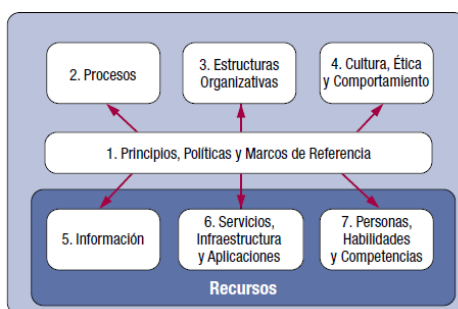 2. Procesos
3. Estructuras
Organizativas
4. Cultura, Ética
y Comportamiento
1. Principios, Políticas y Marcos de Referencia
5. Información
6. Servicios,
Infraestructura
y Aplicaciones
7. Personas,
Habilidades
y Competencias
Recursos